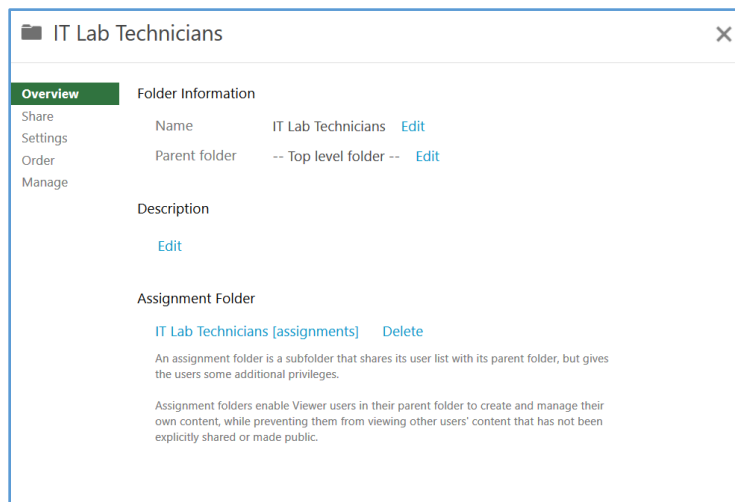 IT Lab Technicians
Overview
Share
Settings
Order
Manage
Folder Information
Name IT Lab Technicians Edit
Parent folder -- Top level folder -- Edit
Description
Edit
Assignment Folder
IT Lab Technicians [assignments] Delete
An assignment folder is a subfolder that shares its user list with its parent folder, but gives
the users some additional privileges.
Assignment folders enable Viewer users in their parent folder to create and manage their
own content, while preventing them from viewing other users' content that has not been
explicitly shared or made public.